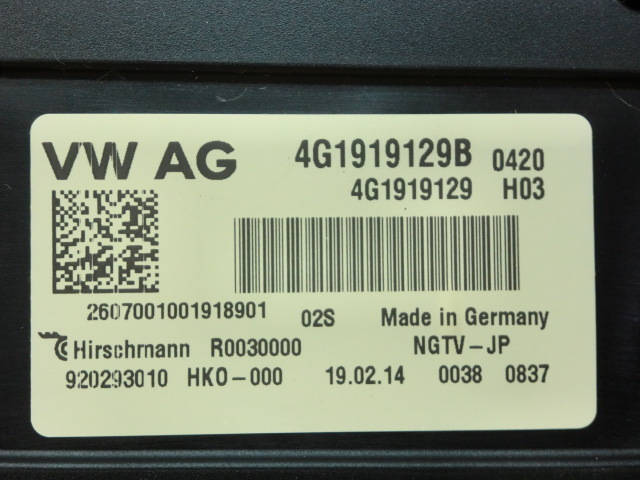 VW AG 4G1919129B 0420
4G1919129 H03
2607001001918901 02S Made in Germany
Hirschmann R0030000 NGTV-JP
920293010 HKO-000 19.02.14 0038 0837